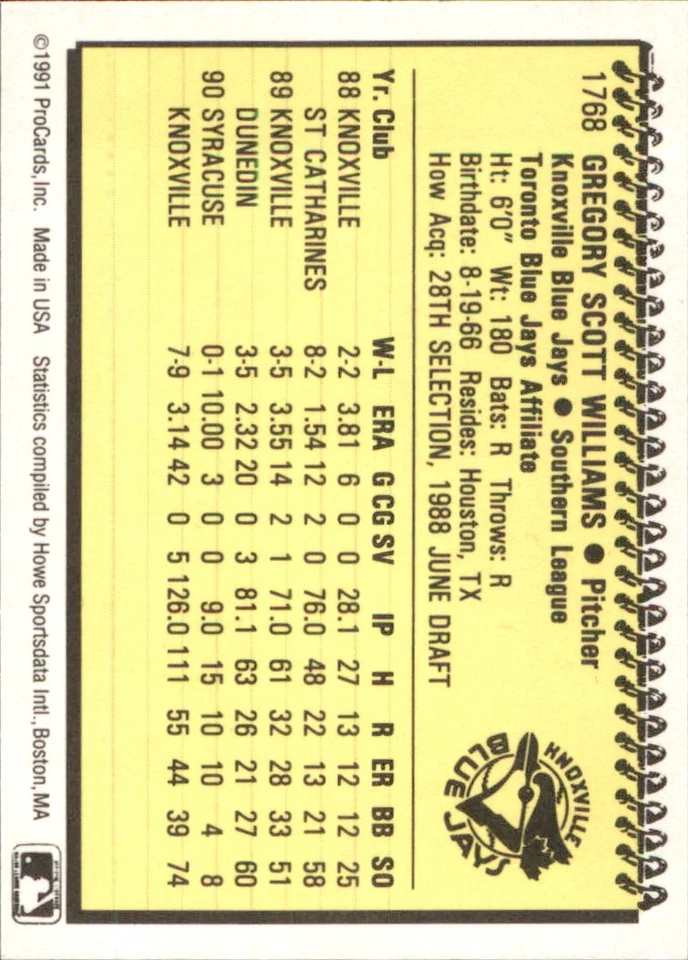 1768 GREGORY SCOTT WILLIAMS ● Pitcher
Knoxville Blue Jays ● Southern League
Toronto Blue Jays Affiliate
Ht: 6'0" Wt: 180 Bats: R Throws: R
Birthdate: 8-19-66 Resides: Houston, TX
How Acq: 28TH SELECTION, 1988 JUNE DRAFT
KNOXVILLE
BLUE JAYS
Yr. Club W-L ERA G CG SV IP H R ER BB SO
88 KNOXVILLE 2-2 3.81 6 0 0 28.1 27 13 12 12 25
ST CATHARINES 8-2 1.54 12 2 0 76.0 48 22 13 21 58
89 KNOXVILLE 3-5 3.55 14 2 1 71.0 61 32 28 33 51
DUNEDIN 3-5 2.32 20 0 3 81.1 63 26 21 27 60
90 SYRACUSE 0-1 10.00 3 0 0 9.0 15 10 10 4 8
KNOXVILLE 7-9 3.14 42 0 5 126.0 111 55 44 39 74
©1991 ProCards, Inc. Made in USA Statistics compiled by Howe Sportsdata Intl., Boston, MA